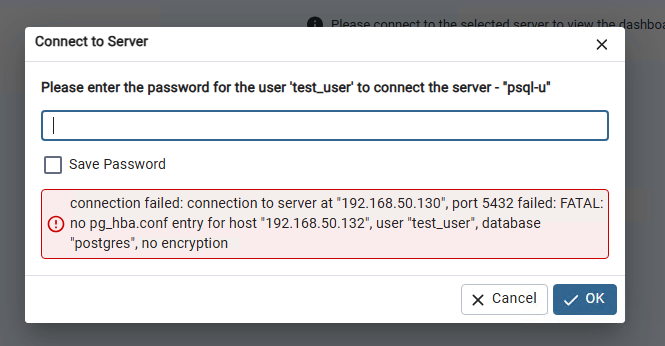 Please connect to the selected server to view the dashboa
Connect to Server
Please enter the password for the user 'test_user' to connect the server - "psql-u"
Save Password
connection failed: connection to server at "192.168.50.130", port 5432 failed: FATAL:
no pg_hba.conf entry for host "192.168.50.132", user "test_user", database
"postgres", no encryption
Cancel
OK